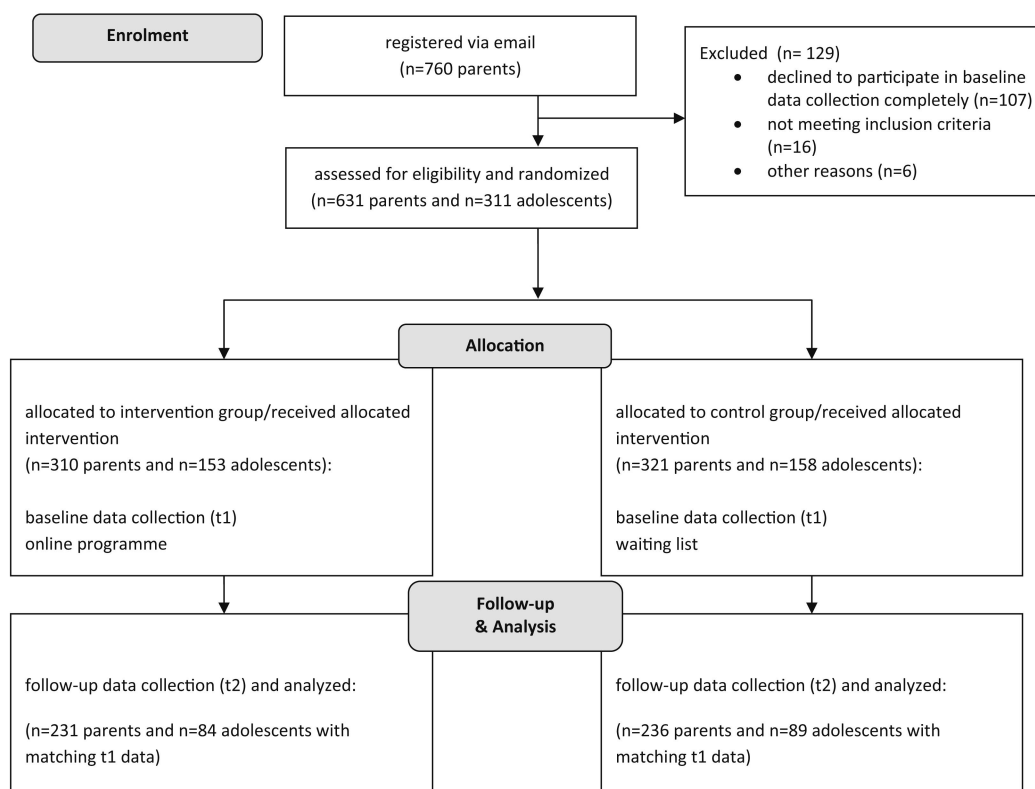 Enrolment
registered via email
(n=760 parents)
Excluded (n= 129)
• declined to participate in baseline
data collection completely (n=107)
• not meeting inclusion criteria
(n=16)
• other reasons (n=6)
assessed for eligibility and randomized
(n=631 parents and n=311 adolescents)
Allocation
allocated to intervention group/received allocated
intervention
(n=310 parents and n=153 adolescents):
baseline data collection (t1)
online programme
allocated to control group/received allocated
intervention
(n=321 parents and n=158 adolescents):
baseline data collection (t1)
waiting list
Follow-up
& Analysis
follow-up data collection (t2) and analyzed:
(n=231 parents and n=84 adolescents with
matching t1 data)
follow-up data collection (t2) and analyzed:
(n=236 parents and n=89 adolescents with
matching t1 data)